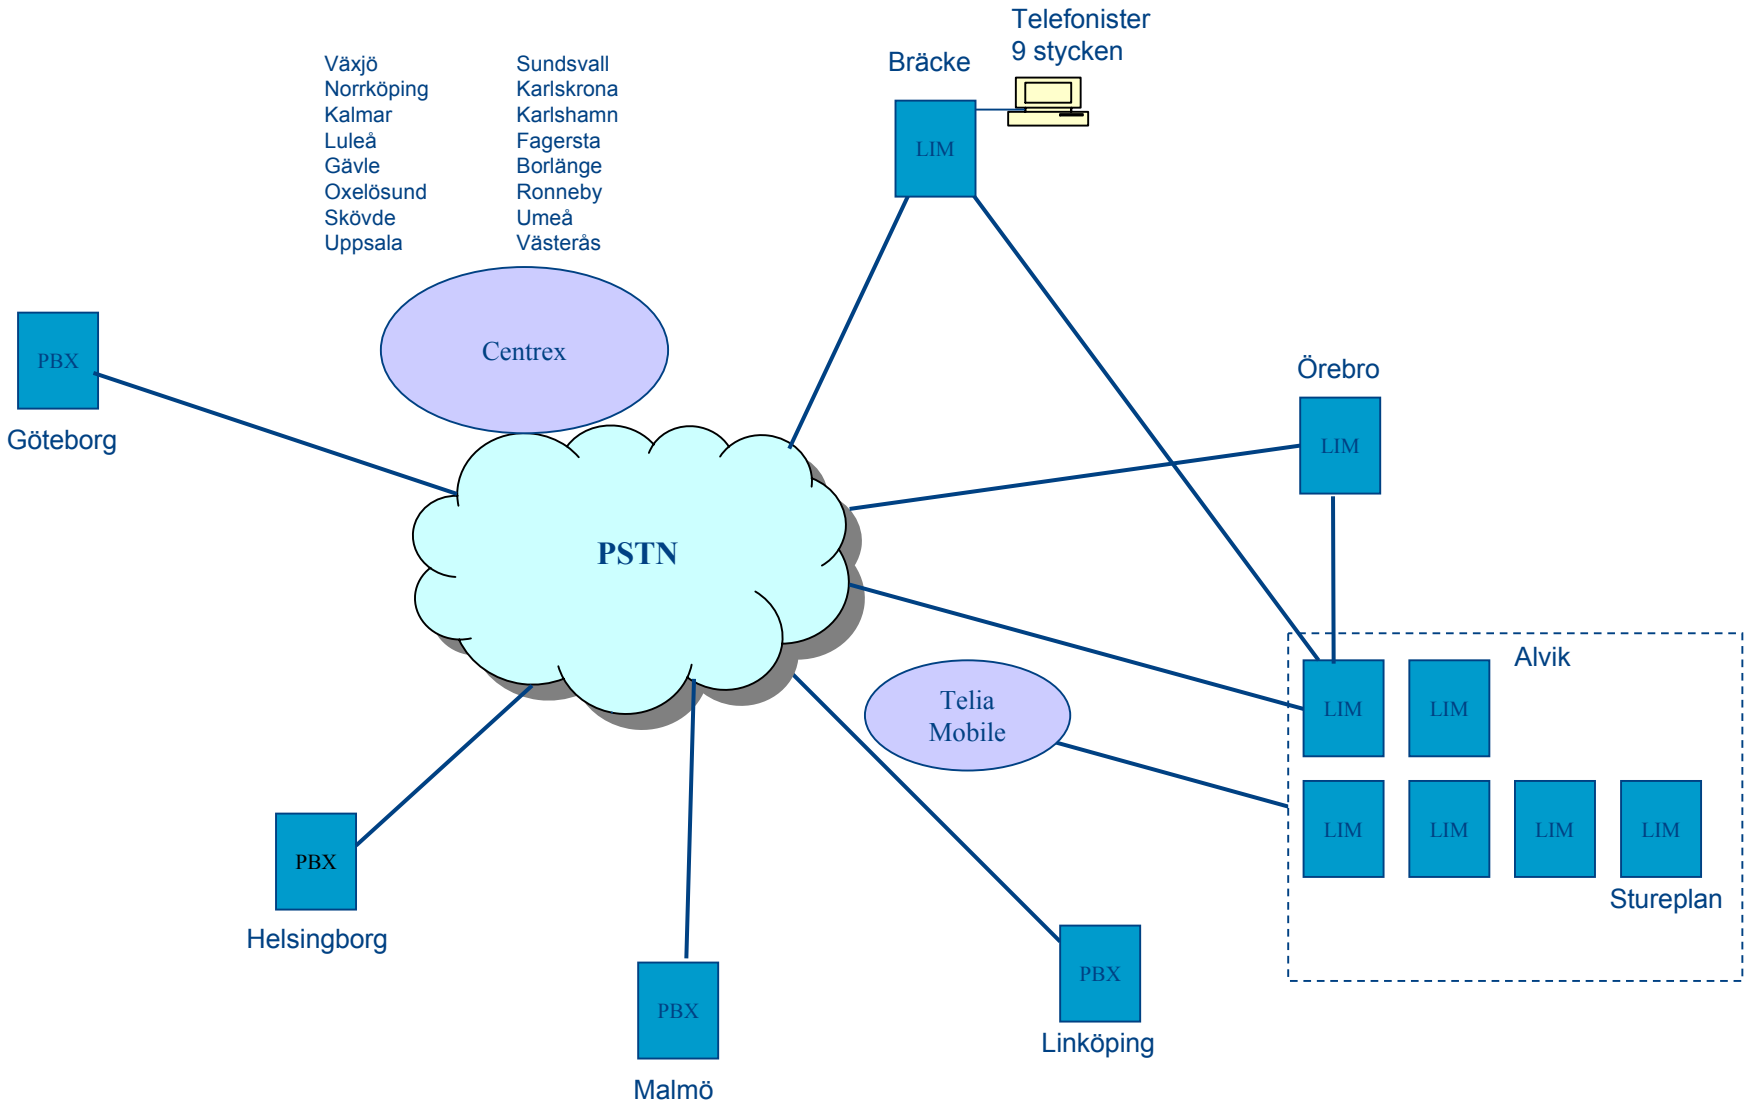 Telefonister
9 stycken
Bräcke
Växjö
Norrköping
Kalmar
Luleå
Gävle
Oxelösund
Skövde
Uppsala
Sundsvall
Karlskrona
Karlshamn
Fagersta
Borlänge
Ronneby
Umeå
Västerås
LIM
Centrex
PBX
Göteborg
Örebro
LIM
PSTN
Alvik
LIM
LIM
Telia
Mobile
LIM
LIM
LIM
LIM
Stureplan
PBX
Helsingborg
PBX
Linköping
PBX
Malmö